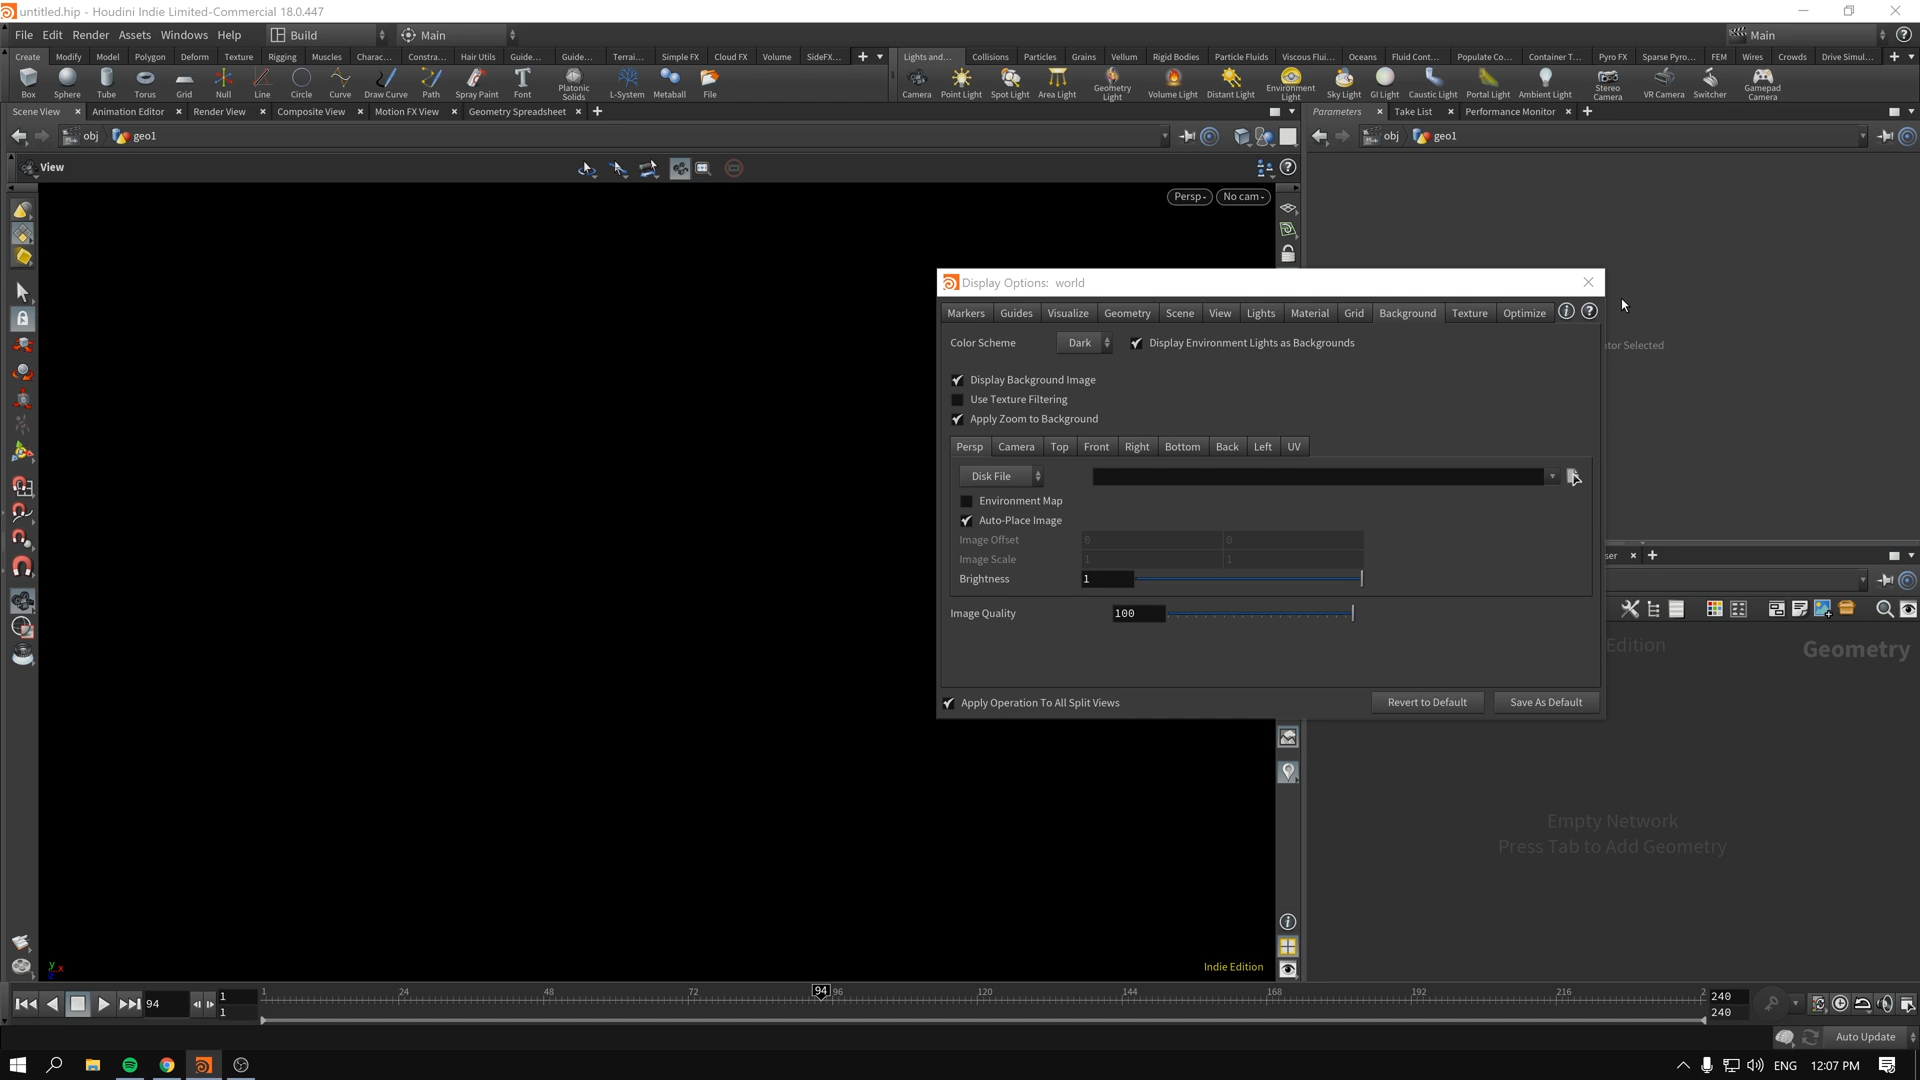 untitled.hip - Houdini Indie Limited-Commercial 18.0.447
File Edit Render Assets Windows Help Build Main Main
Create Modify Model Polygon Deform Texture Rigging Muscles Charac... Constra... Hair Utils Guide... Guide... Terrai... Simple FX Cloud FX Volume SideFX...
Lights and... Collisions Particles Grains Vellum Rigid Bodies Particle Fluids Viscous Flui... Oceans Fluid Cont... Populate Co... Container T... Pyro FX Sparse Pyro... FEM Wires Crowds Drive Simul...
Box Sphere Tube Torus Grid Null Line Circle Curve Draw Curve Path Spray Paint Font Platonic Solids L-System Metaball File
Camera Point Light Spot Light Area Light Geometry Light Volume Light Distant Light Environment Light Sky Light GI Light Caustic Light Portal Light Ambient Light Stereo Camera VR Camera Switcher Gamepad Camera
Scene View Animation Editor Render View Composite View Motion FX View Geometry Spreadsheet
Parameters Take List Performance Monitor
obj geo1
obj geo1
View
Persp No cam
Display Options: world
Markers Guides Visualize Geometry Scene View Lights Material Grid Background Texture Optimize
Color Scheme Dark Display Environment Lights as Backgrounds
tor Selected
Display Background Image
Use Texture Filtering
Apply Zoom to Background
Persp Camera Top Front Right Bottom Back Left UV
Disk File
Environment Map
Auto-Place Image
Image Offset 0 0
Image Scale 1 1
Brightness 1
Image Quality 100
Apply Operation To All Split Views Revert to Default Save As Default
ser
Edition Geometry
Empty Network
Press Tab to Add Geometry
y x
Indie Edition
94 1 1 24 48 72 94 96 120 144 168 192 216 2 240
1 240
Auto Update
ENG 12:07 PM